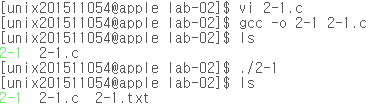 [unix201511054@apple lab-02]$ vi 2-1.c
[unix201511054@apple lab-02]$ gcc -o 2-1 2-1.c
[unix201511054@apple lab-02]$ ls
2-1  2-1.c
[unix201511054@apple lab-02]$ ./2-1
[unix201511054@apple lab-02]$ ls
2-1  2-1.c  2-1.txt